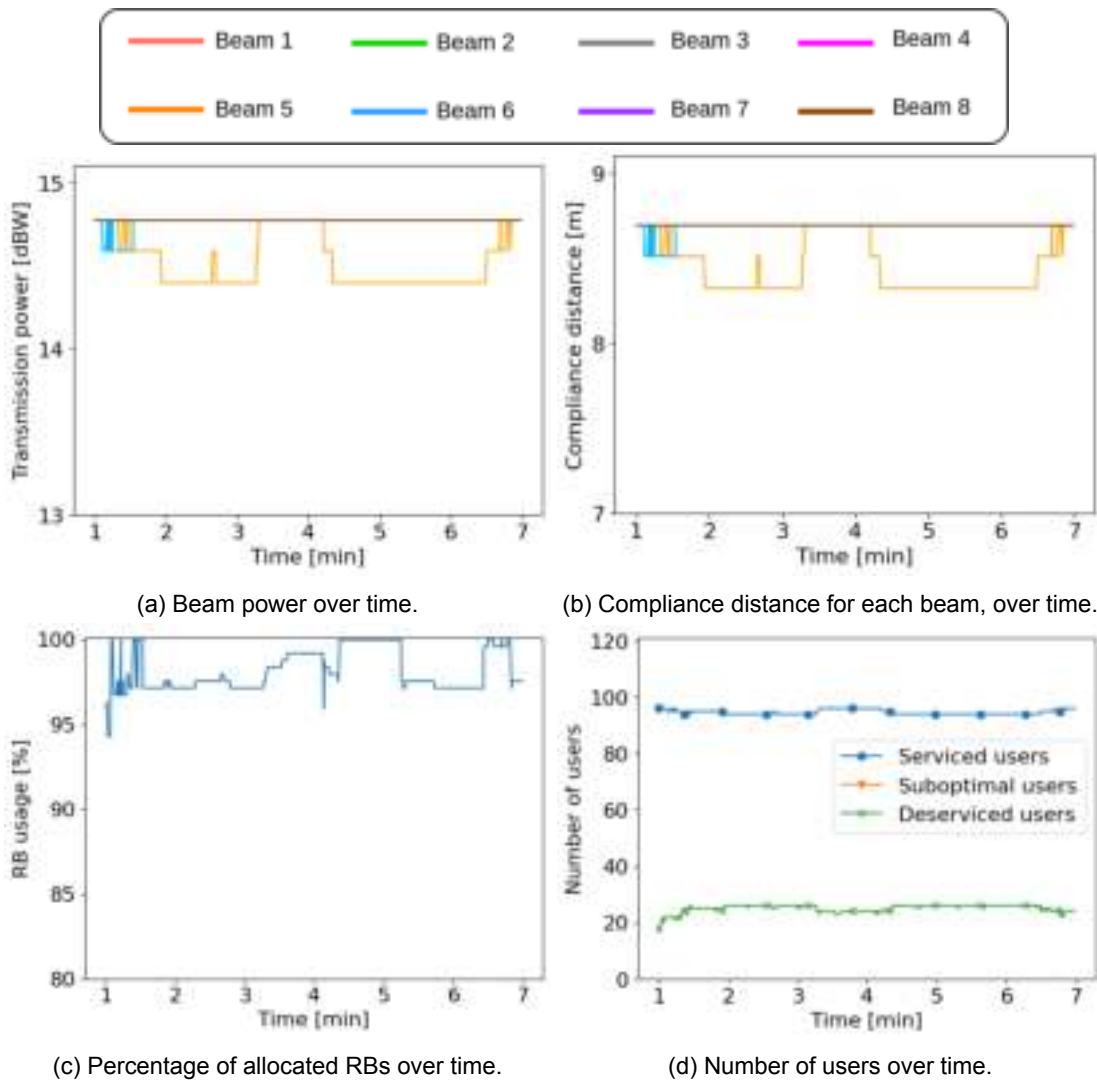 Beam 1 Beam 2 Beam 3 Beam 4
Beam 5 Beam 6 Beam 7 Beam 8
Transmission power [dBW]
15
14
13
1 2 3 4 5 6 7
Time [min]
(a) Beam power over time.
Compliance distance [m]
9
8
7
1 2 3 4 5 6 7
Time [min]
(b) Compliance distance for each beam, over time.
RB usage [%]
100
95
90
85
80
1 2 3 4 5 6 7
Time [min]
(c) Percentage of allocated RBs over time.
Number of users
120
100
80
60
40
20
0
Serviced users
Suboptimal users
Deserviced users
1 2 3 4 5 6 7
Time [min]
(d) Number of users over time.